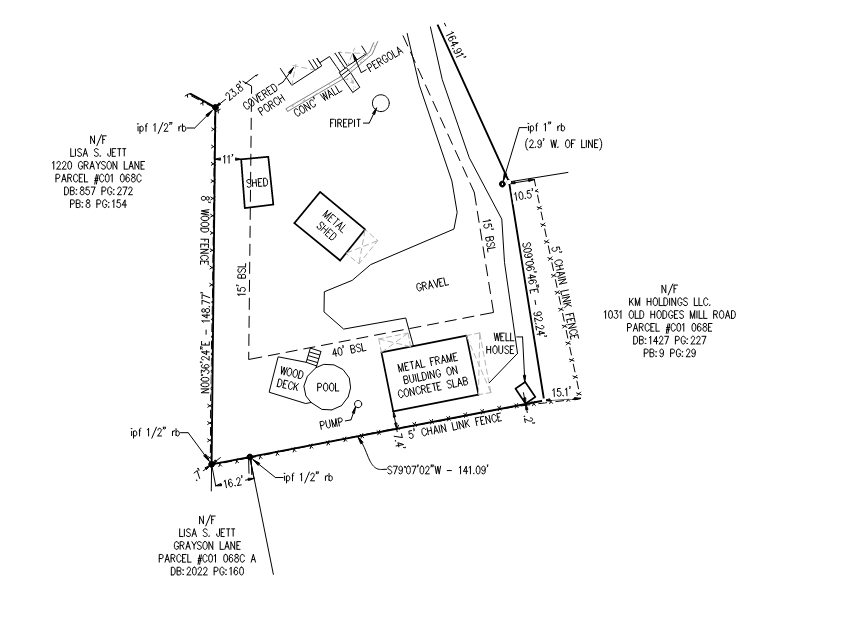 164.91'
23.8'
COVERED
PORCH
CONC' WALL
PERGOLA
FIREPIT
ipf 1/2" rb
ipf 1" rb
(2.9' W. OF LINE)
N/F
LISA S. JETT
1220 GRAYSON LANE
PARCEL #C01 068C
DB:857 PG:272
PB:8 PG:154
11'
SHED
METAL
SHED
8' WOOD FENCE
15' BSL
15' BSL
10.5'
5' CHAIN LINK FENCE
S09°06'46"E - 92.24'
GRAVEL
N/F
KM HOLDINGS LLC.
1031 OLD HODGES MILL ROAD
PARCEL #C01 068E
DB:1427 PG:227
PB:9 PG:29
N00°36'24"E - 148.77'
40' BSL
WELL
HOUSE
WOOD
DECK
POOL
METAL FRAME
BUILDING ON
CONCRETE SLAB
PUMP
15.1'
.2'
7.4'
5' CHAIN LINK FENCE
ipf 1/2" rb
.7'
16.2'
ipf 1/2" rb
S79°07'02"W - 141.09'
N/F
LISA S. JETT
GRAYSON LANE
PARCEL #C01 068C A
DB:2022 PG:160